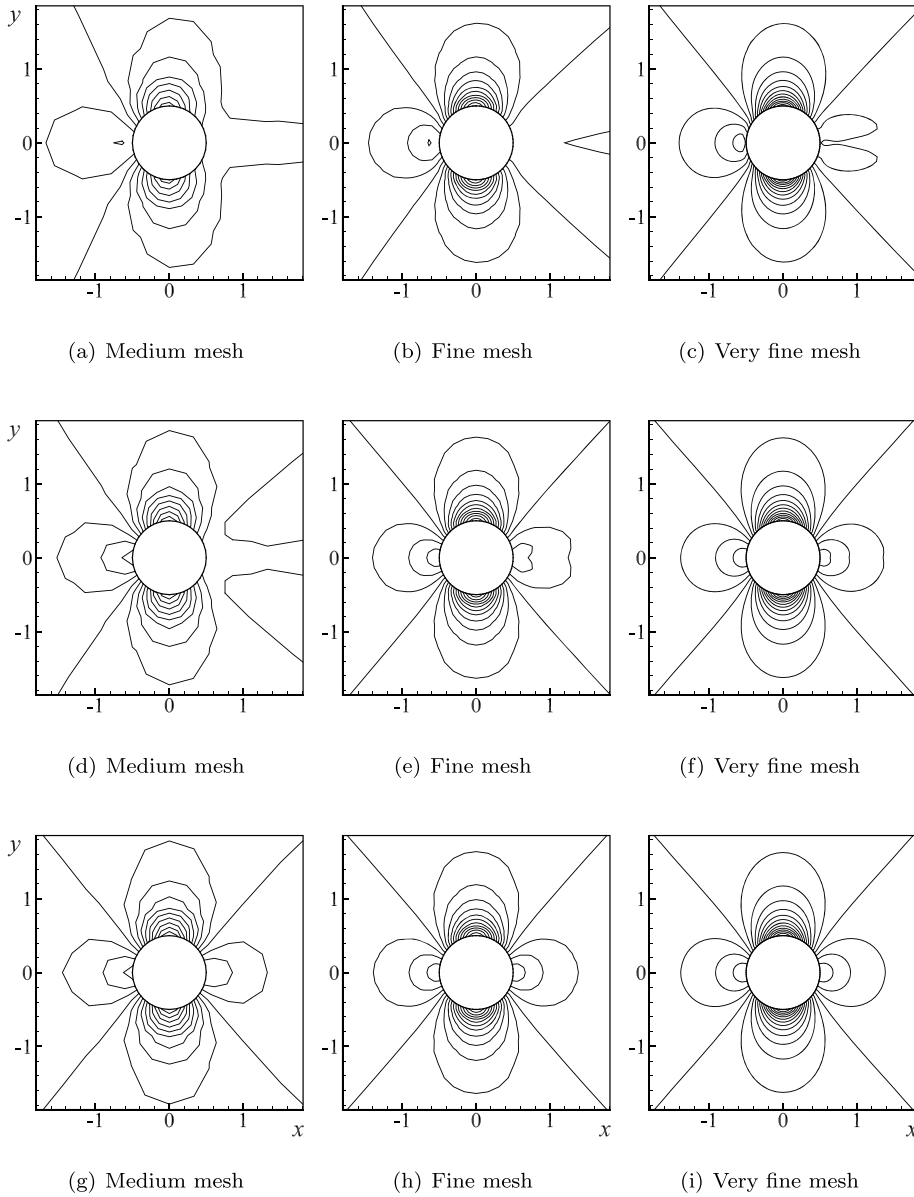 y
1
0
-1
-1 0 1
1
0
-1
-1 0 1
1
0
-1
-1 0 1
(a) Medium mesh
(b) Fine mesh
(c) Very fine mesh
y
1
0
-1
-1 0 1
1
0
-1
-1 0 1
1
0
-1
-1 0 1
(d) Medium mesh
(e) Fine mesh
(f) Very fine mesh
y
1
0
-1
-1 0 1 x
1
0
-1
-1 0 1 x
1
0
-1
-1 0 1 x
(g) Medium mesh
(h) Fine mesh
(i) Very fine mesh